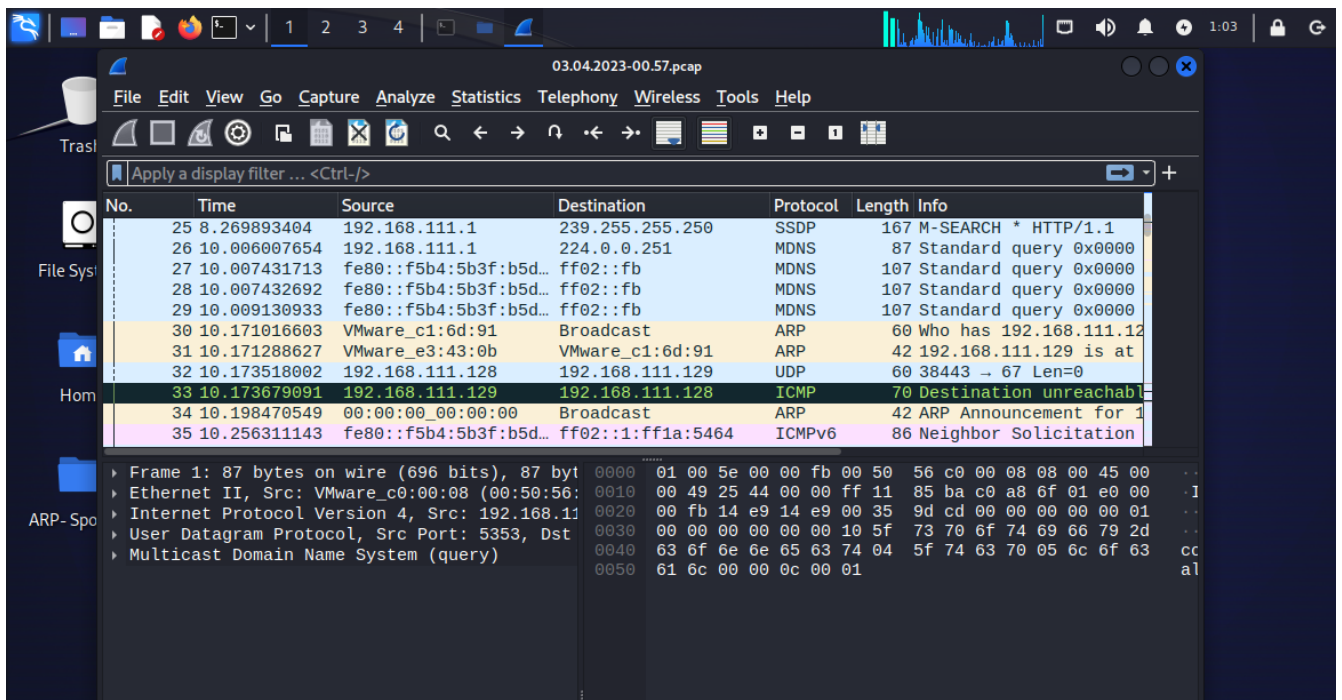 1 2 3 4 1:03
03.04.2023-00.57.pcap
File Edit View Go Capture Analyze Statistics Telephony Wireless Tools Help
Apply a display filter … <Ctrl-/>
No. Time Source Destination Protocol Length Info
25 8.269893404 192.168.111.1 239.255.255.250 SSDP 167 M-SEARCH * HTTP/1.1
26 10.006007654 192.168.111.1 224.0.0.251 MDNS 87 Standard query 0x0000
27 10.007431713 fe80::f5b4:5b3f:b5d… ff02::fb MDNS 107 Standard query 0x0000
28 10.007432692 fe80::f5b4:5b3f:b5d… ff02::fb MDNS 107 Standard query 0x0000
29 10.009130933 fe80::f5b4:5b3f:b5d… ff02::fb MDNS 107 Standard query 0x0000
30 10.171016603 VMware_c1:6d:91 Broadcast ARP 60 Who has 192.168.111.12
31 10.171288627 VMware_e3:43:0b VMware_c1:6d:91 ARP 42 192.168.111.129 is at
32 10.173518002 192.168.111.128 192.168.111.129 UDP 60 38443 → 67 Len=0
33 10.173679091 192.168.111.129 192.168.111.128 ICMP 70 Destination unreachabl
34 10.198470549 00:00:00_00:00:00 Broadcast ARP 42 ARP Announcement for 1
35 10.256311143 fe80::f5b4:5b3f:b5d… ff02::1:ff1a:5464 ICMPv6 86 Neighbor Solicitation
Frame 1: 87 bytes on wire (696 bits), 87 byt
Ethernet II, Src: VMware_c0:00:08 (00:50:56:
Internet Protocol Version 4, Src: 192.168.11
User Datagram Protocol, Src Port: 5353, Dst
Multicast Domain Name System (query)
0000 01 00 5e 00 00 fb 00 50 56 c0 00 08 08 00 45 00 ··
0010 00 49 25 44 00 00 ff 11 85 ba c0 a8 6f 01 e0 00 ·I
0020 00 fb 14 e9 14 e9 00 35 9d cd 00 00 00 00 00 01 ··
0030 00 00 00 00 00 00 10 5f 73 70 6f 74 69 66 79 2d ··
0040 63 6f 6e 6e 65 63 74 04 5f 74 63 70 05 6c 6f 63 co
0050 61 6c 00 00 0c 00 01 al
Trash
File Syst
Hom
ARP- Spo